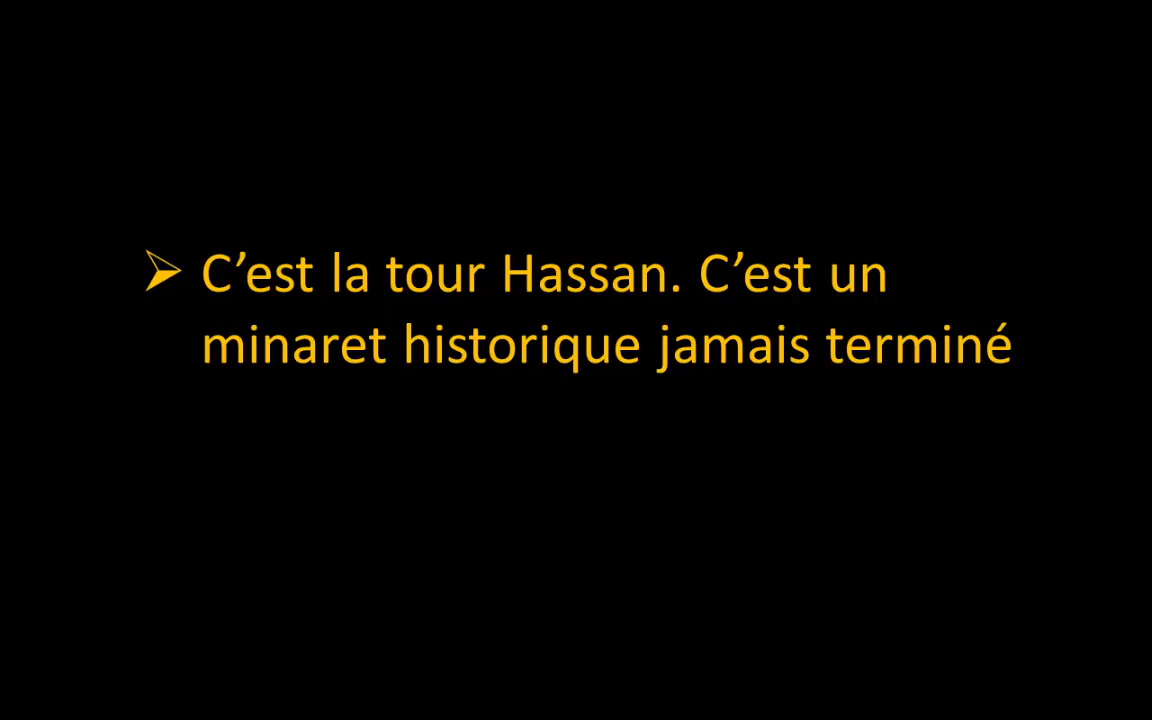 ➢ C’est la tour Hassan. C’est un
minaret historique jamais terminé